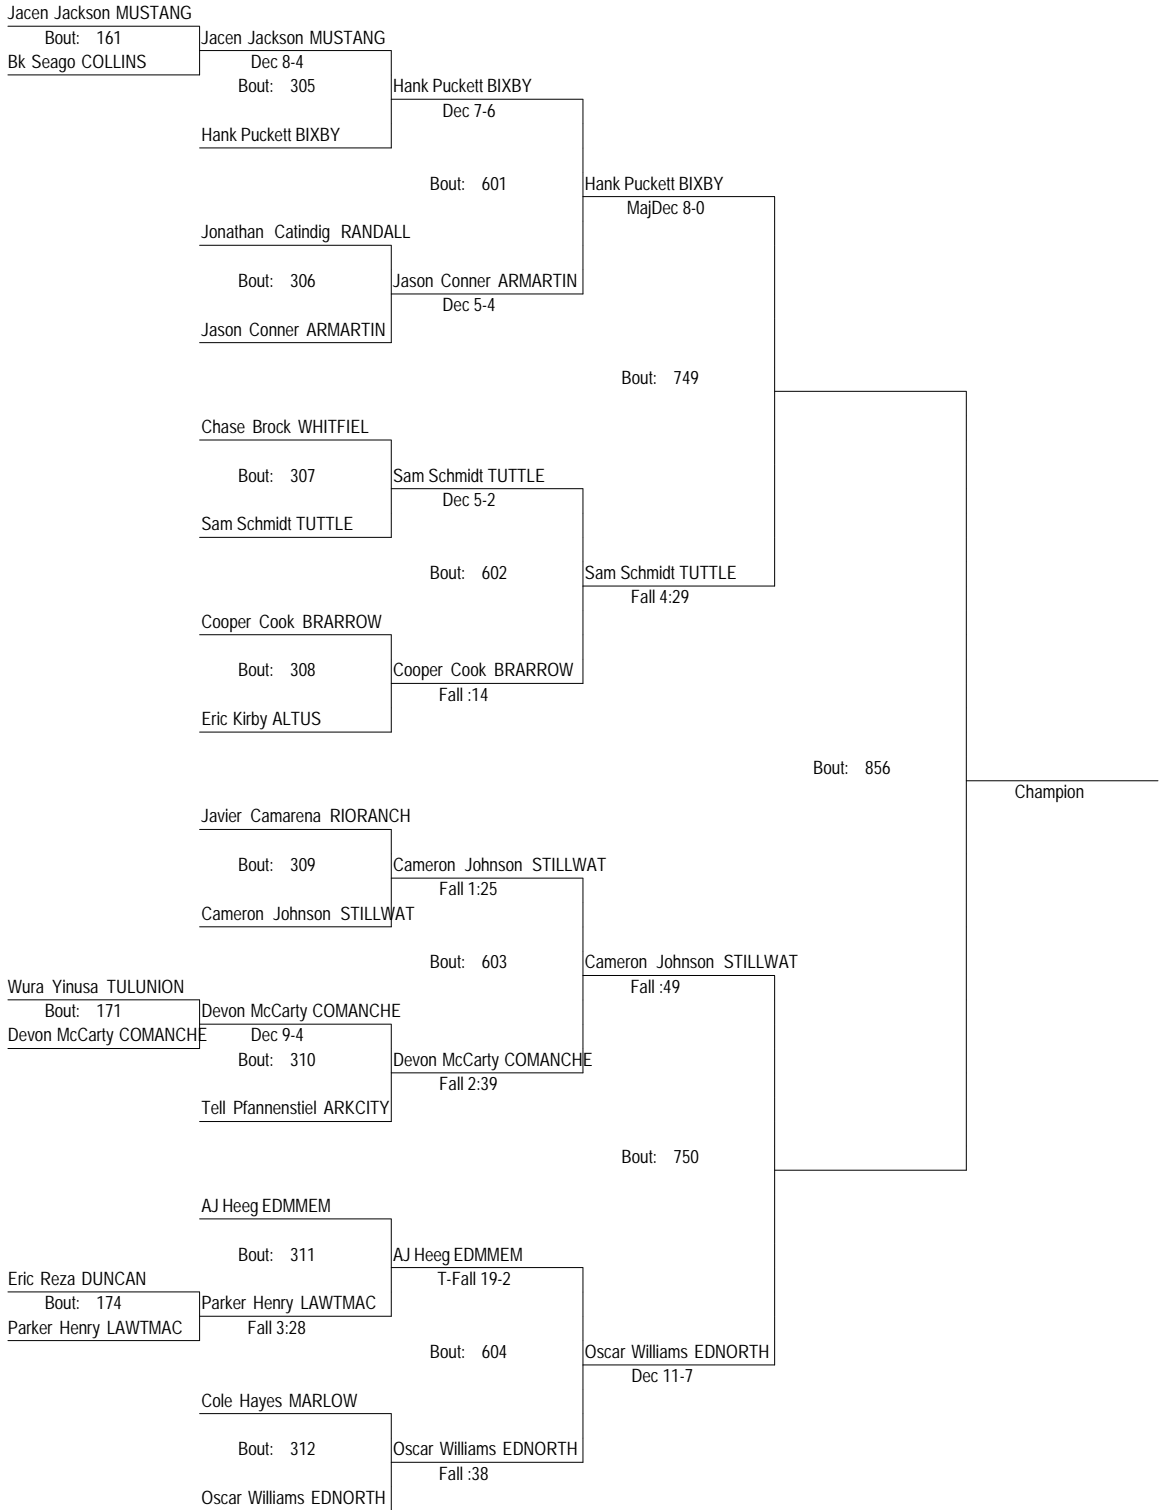 Jacen Jackson MUSTANG
Bout: 161
Jacen Jackson MUSTANG
Bk Seago COLLINS
Dec 8-4
Bout: 305
Hank Puckett BIXBY
Dec 7-6
Hank Puckett BIXBY
Bout: 601
Hank Puckett BIXBY
MajDec 8-0
Jonathan Catindig RANDALL
Bout: 306
Jason Conner ARMARTIN
Dec 5-4
Jason Conner ARMARTIN
Bout: 749
Chase Brock WHITFIEL
Bout: 307
Sam Schmidt TUTTLE
Dec 5-2
Sam Schmidt TUTTLE
Bout: 602
Sam Schmidt TUTTLE
Fall 4:29
Cooper Cook BRARROW
Bout: 308
Cooper Cook BRARROW
Fall :14
Eric Kirby ALTUS
Bout: 856
Champion
Javier Camarena RIORANCH
Bout: 309
Cameron Johnson STILLWAT
Fall 1:25
Cameron Johnson STILLWAT
Bout: 603
Cameron Johnson STILLWAT
Fall :49
Wura Yinusa TULUNION
Bout: 171
Devon McCarty COMANCHE
Devon McCarty COMANCHE
Dec 9-4
Bout: 310
Devon McCarty COMANCHE
Fall 2:39
Tell Pfannenstiel ARKCITY
Bout: 750
AJ Heeg EDMMEM
Bout: 311
AJ Heeg EDMMEM
T-Fall 19-2
Eric Reza DUNCAN
Bout: 174
Parker Henry LAWTMAC
Parker Henry LAWTMAC
Fall 3:28
Bout: 604
Oscar Williams EDNORTH
Dec 11-7
Cole Hayes MARLOW
Bout: 312
Oscar Williams EDNORTH
Fall :38
Oscar Williams EDNORTH